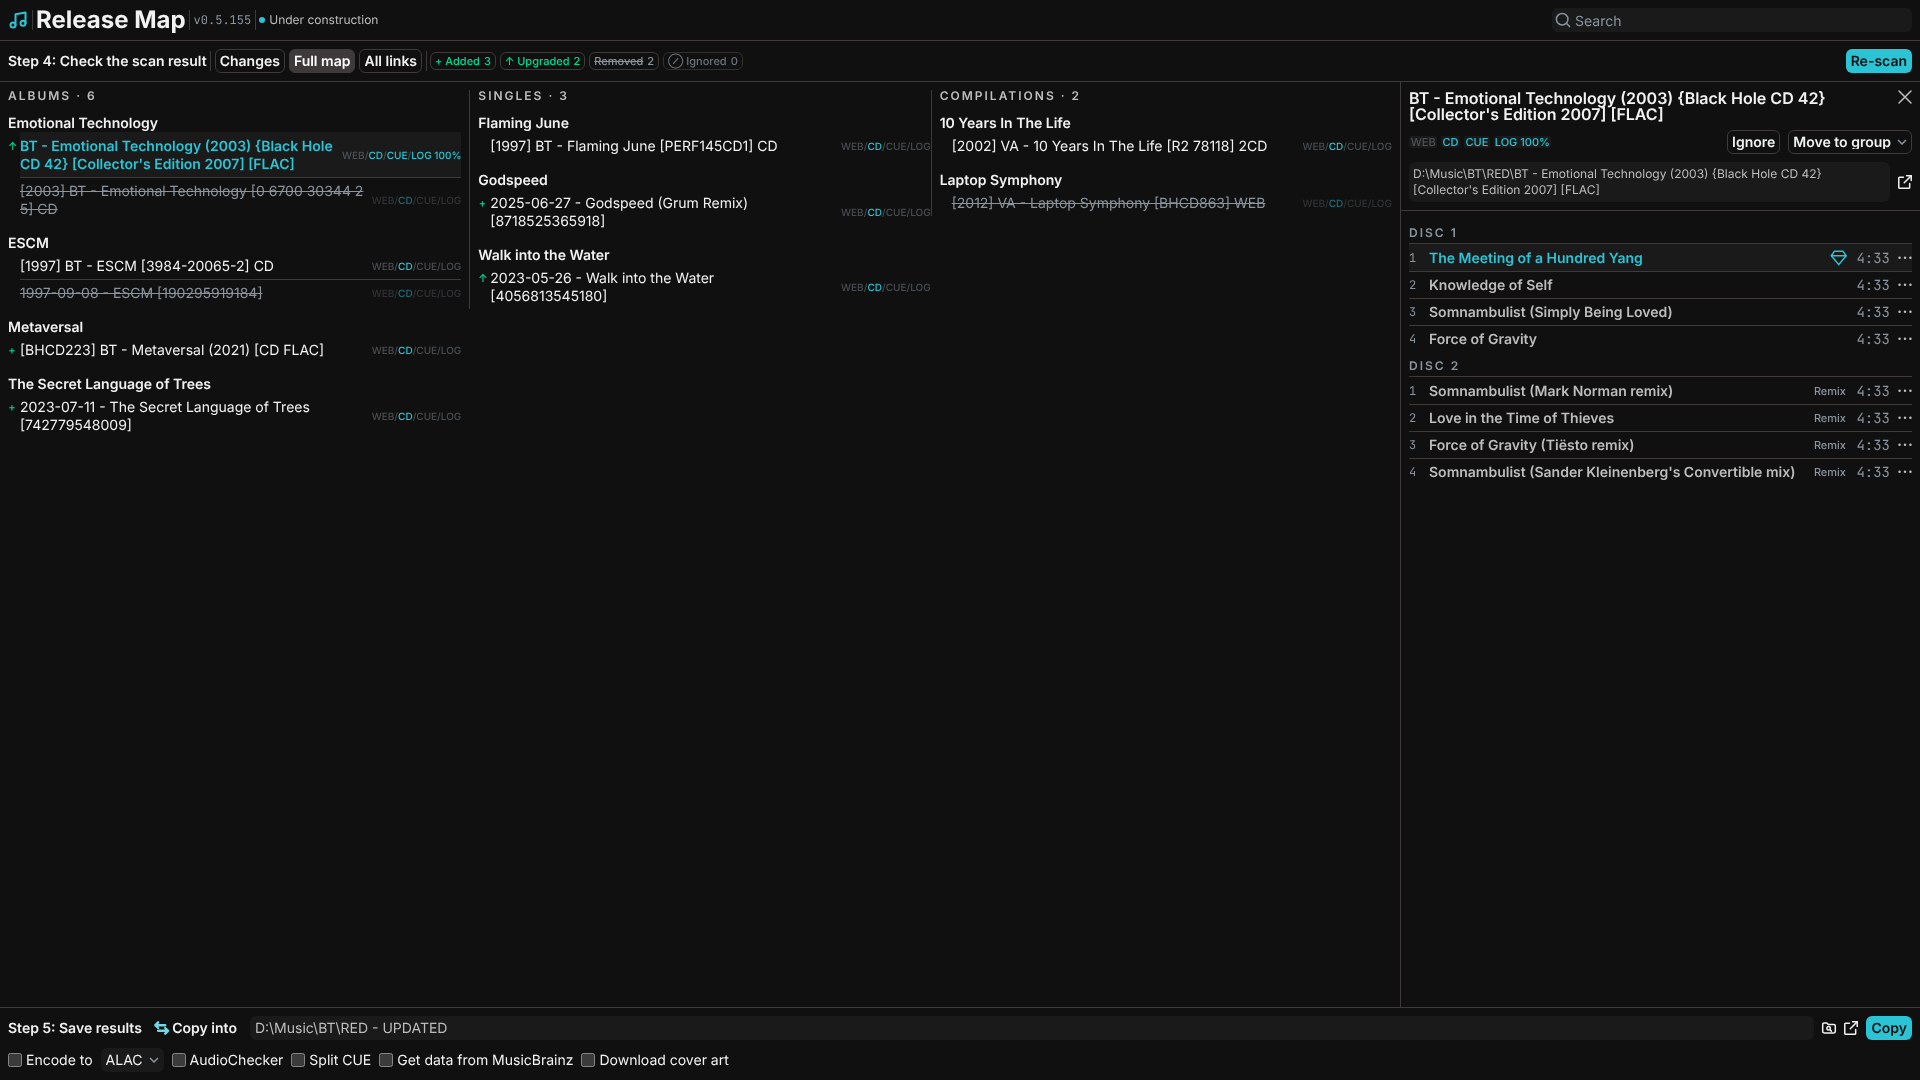 Release Map v0.5.155 Under construction Search
Step 4: Check the scan result Changes Full map All links + Added 3 ↑ Upgraded 2 Removed 2 Ignored 0 Re-scan
ALBUMS · 6
Emotional Technology
↑ BT - Emotional Technology (2003) {Black Hole
CD 42} [Collector's Edition 2007] [FLAC]
WEB/CD/CUE/LOG 100%
[2003] BT - Emotional Technology [0 6700 30344 2
5] CD
WEB/CD/CUE/LOG
ESCM
[1997] BT - ESCM [3984-20065-2] CD WEB/CD/CUE/LOG
1997-09-08 - ESCM [190295919184] WEB/CD/CUE/LOG
Metaversal
+ [BHCD223] BT - Metaversal (2021) [CD FLAC] WEB/CD/CUE/LOG
The Secret Language of Trees
+ 2023-07-11 - The Secret Language of Trees
[742779548009]
WEB/CD/CUE/LOG
SINGLES · 3
Flaming June
[1997] BT - Flaming June [PERF145CD1] CD WEB/CD/CUE/LOG
Godspeed
+ 2025-06-27 - Godspeed (Grum Remix)
[8718525365918]
WEB/CD/CUE/LOG
Walk into the Water
↑ 2023-05-26 - Walk into the Water
[4056813545180]
WEB/CD/CUE/LOG
COMPILATIONS · 2
10 Years In The Life
[2002] VA - 10 Years In The Life [R2 78118] 2CD WEB/CD/CUE/LOG
Laptop Symphony
[2012] VA - Laptop Symphony [BHCD863] WEB WEB/CD/CUE/LOG
BT - Emotional Technology (2003) {Black Hole CD 42}
[Collector's Edition 2007] [FLAC]
WEB CD CUE LOG 100% Ignore Move to group
D:\Music\BT\RED\BT - Emotional Technology (2003) {Black Hole CD 42}
[Collector's Edition 2007] [FLAC]
DISC 1
1 The Meeting of a Hundred Yang 4:33 ···
2 Knowledge of Self 4:33 ···
3 Somnambulist (Simply Being Loved) 4:33 ···
4 Force of Gravity 4:33 ···
DISC 2
1 Somnambulist (Mark Norman remix) Remix 4:33 ···
2 Love in the Time of Thieves Remix 4:33 ···
3 Force of Gravity (Tiësto remix) Remix 4:33 ···
4 Somnambulist (Sander Kleinenberg's Convertible mix) Remix 4:33 ···
Step 5: Save results Copy into D:\Music\BT\RED - UPDATED Copy
Encode to ALAC AudioChecker Split CUE Get data from MusicBrainz Download cover art